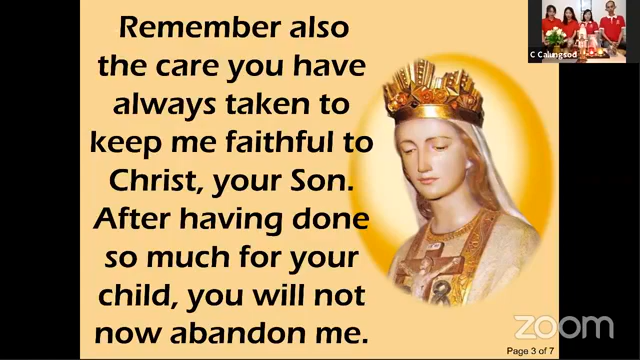 Remember also
the care you have
always taken to
keep me faithful to
Christ, your Son.
After having done
so much for your
child, you will not
now abandon me.
C Calungsod
zoom
Page 3 of 7